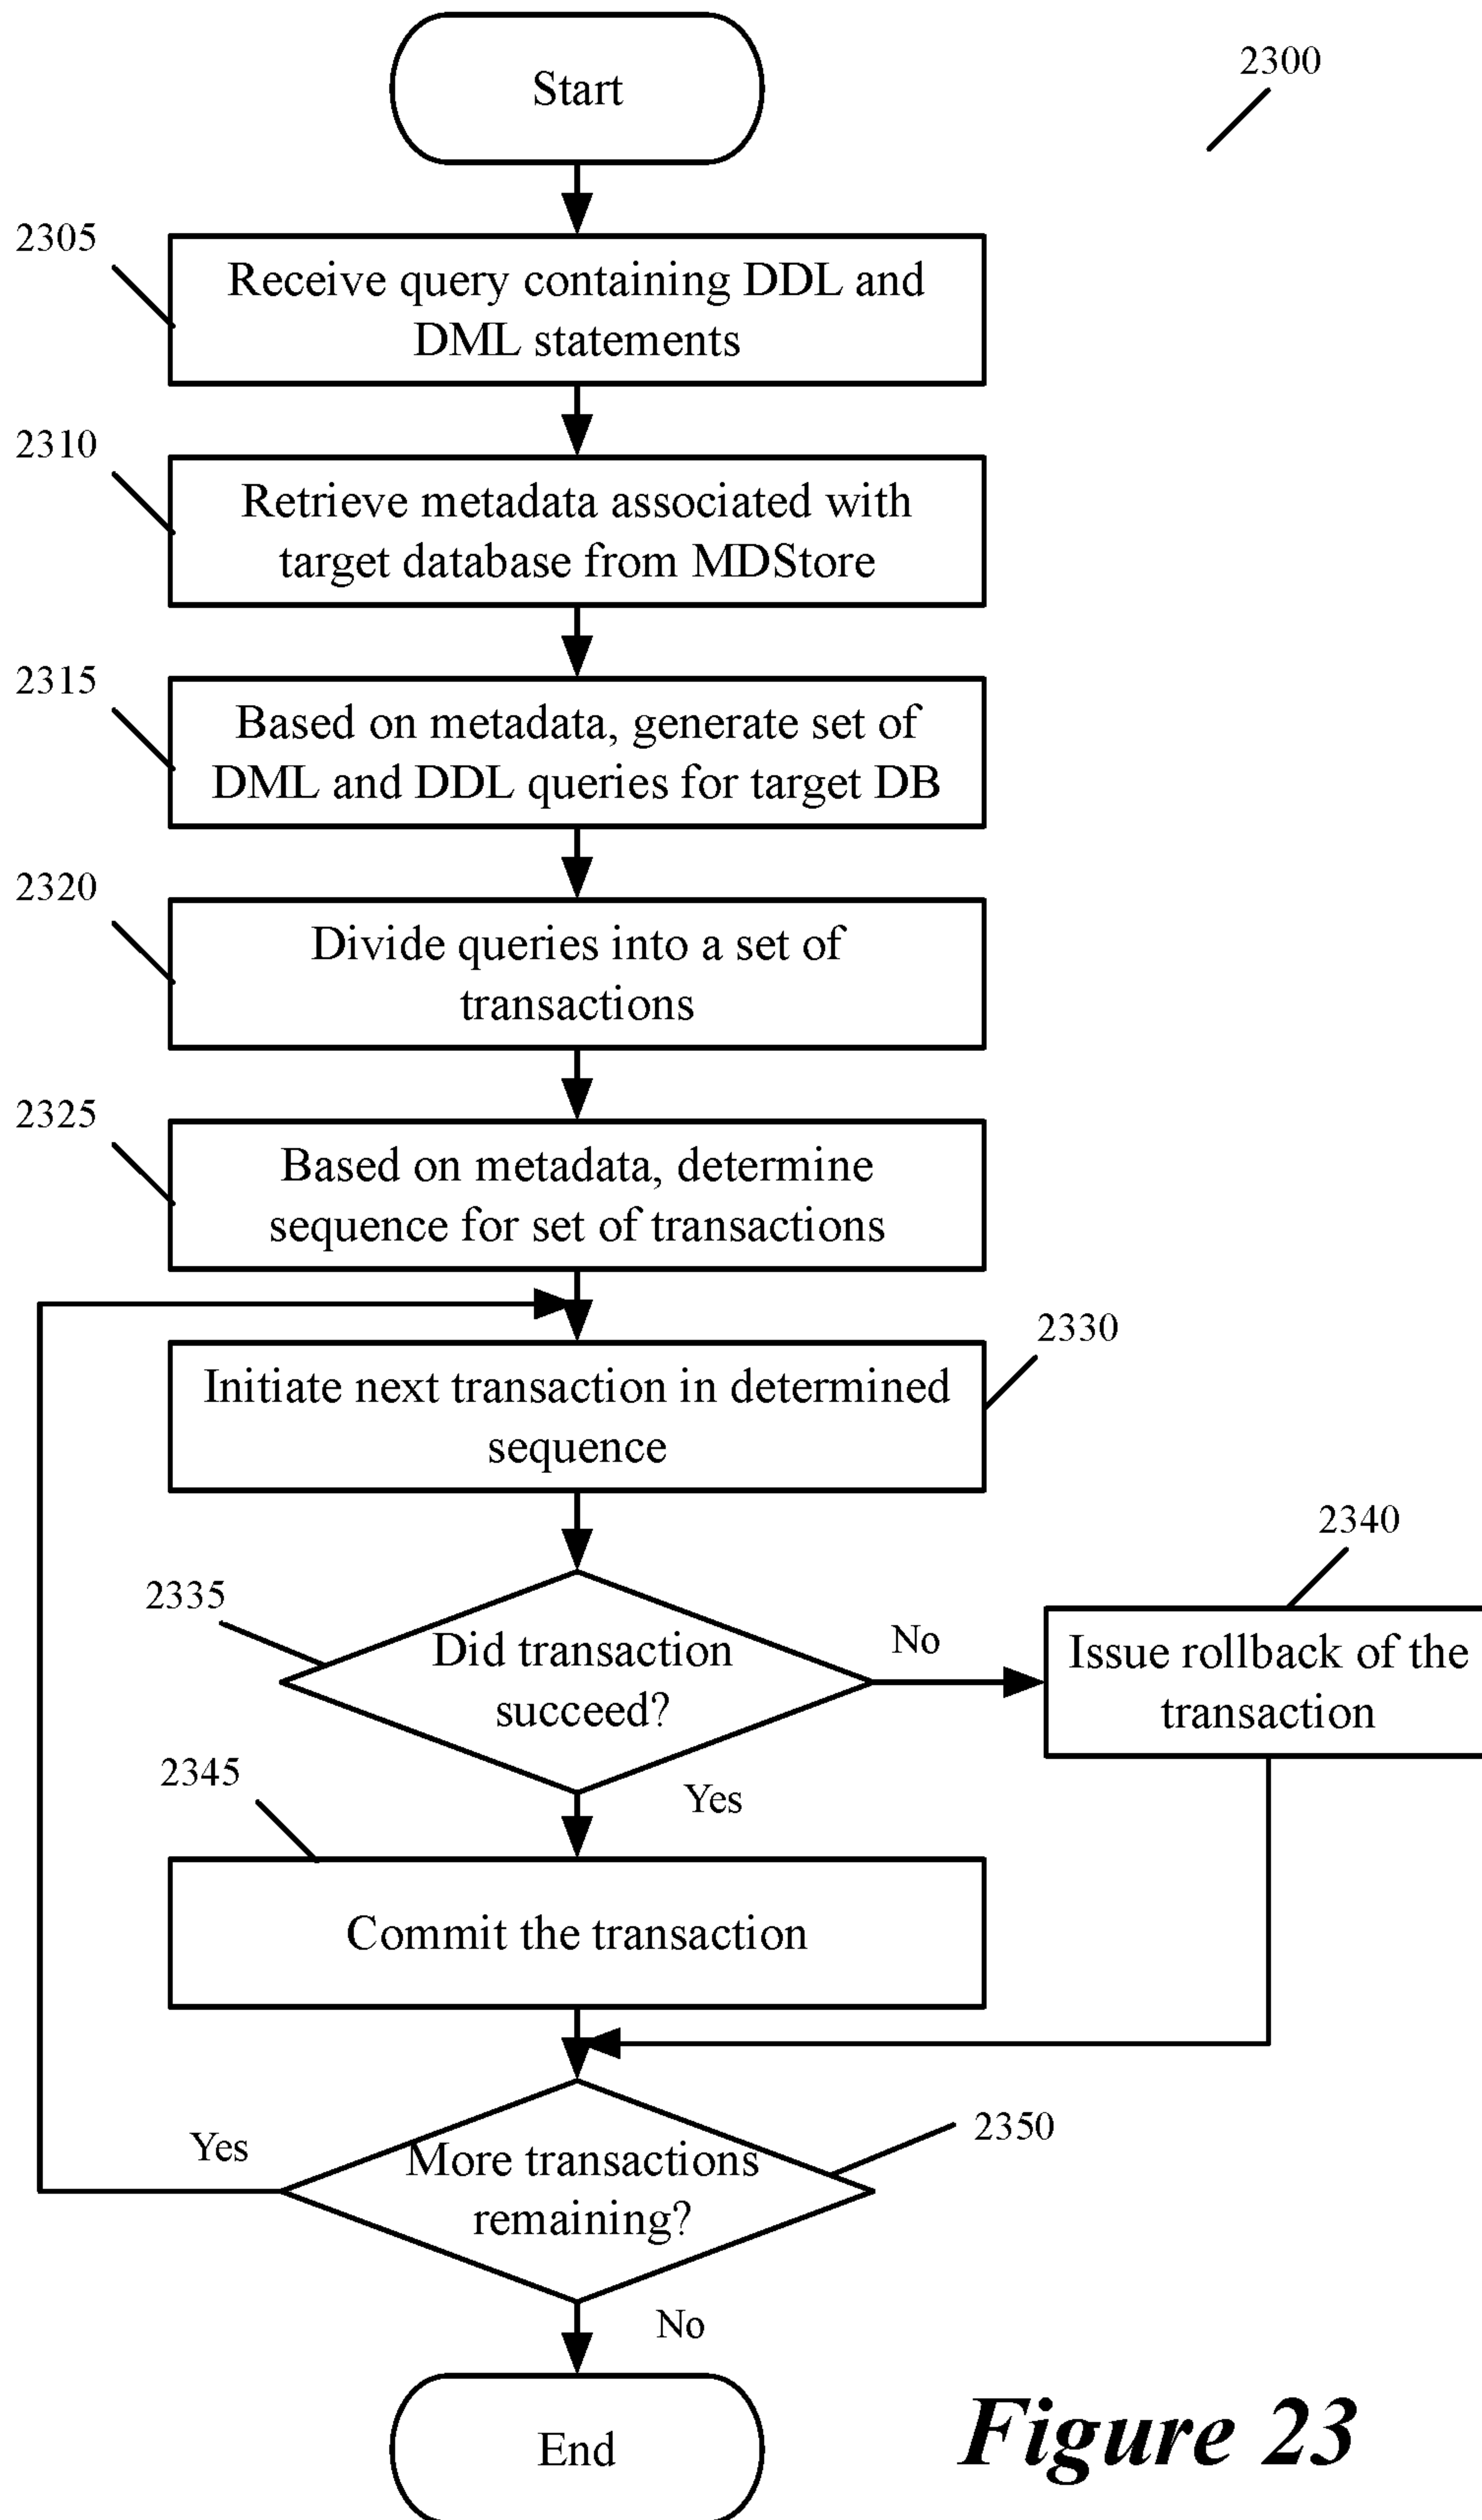 Start
2300
2305
Receive query containing DDL and
DML statements
2310
Retrieve metadata associated with
target database from MDStore
2315
Based on metadata, generate set of
DML and DDL queries for target DB
2320
Divide queries into a set of
transactions
2325
Based on metadata, determine
sequence for set of transactions
2330
Initiate next transaction in determined
sequence
2335
Did transaction
succeed?
No
2340
Issue rollback of the
transaction
Yes
2345
Commit the transaction
Yes
More transactions
remaining?
2350
No
End
Figure 23